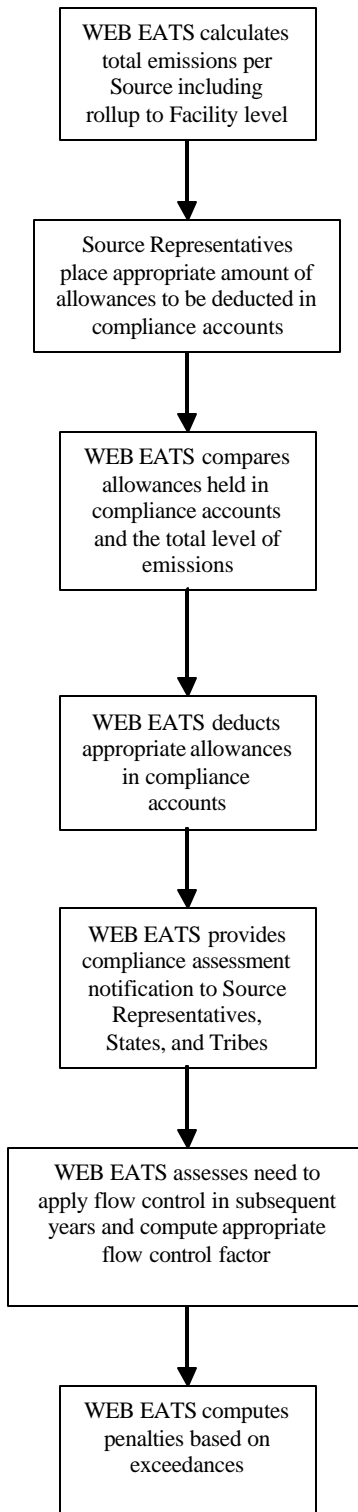 WEB EATS calculates
total emissions per
Source including
rollup to Facility level
Source Representatives
place appropriate amount of
allowances to be deducted in
compliance accounts
WEB EATS compares
allowances held in
compliance accounts
and the total level of
emissions
WEB EATS deducts
appropriate allowances
in compliance
accounts
WEB EATS provides
compliance assessment
notification to Source
Representatives,
States, and Tribes
WEB EATS assesses need to
apply flow control in subsequent
years and compute appropriate
flow control factor
WEB EATS computes
penalties based on
exceedances